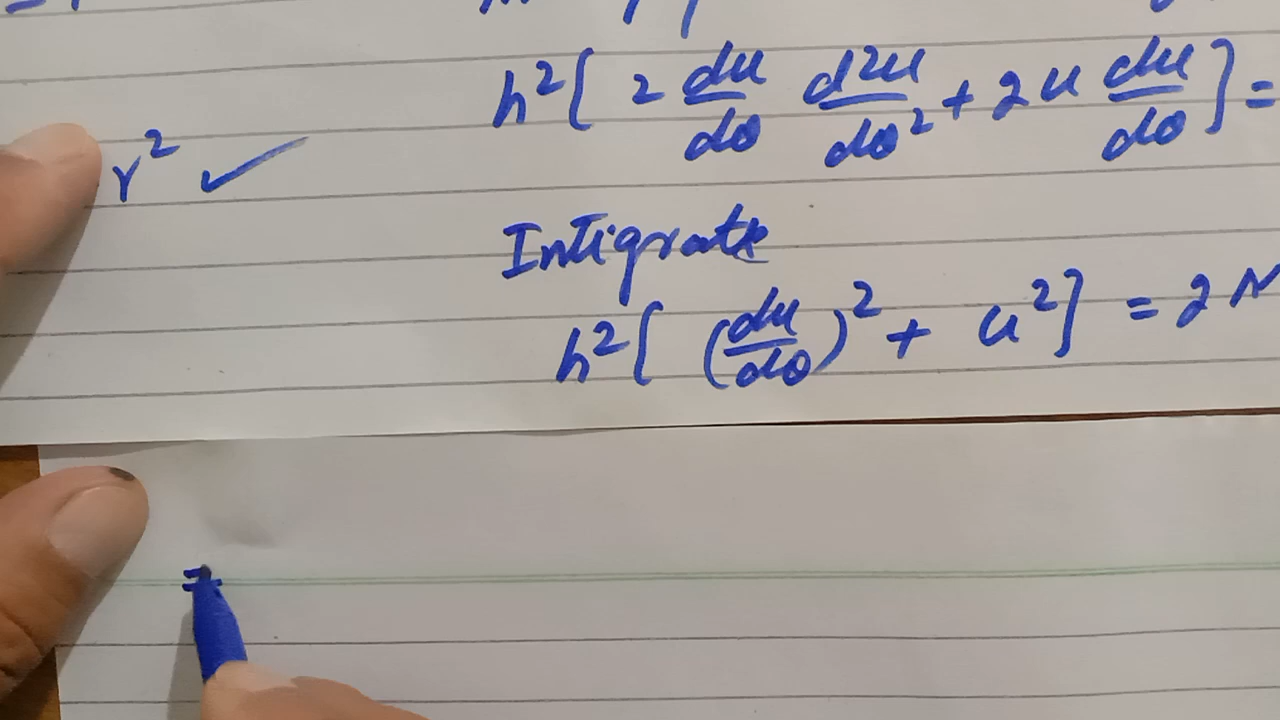 h²[ 2 du/dθ d²u/dθ² + 2u du/dθ ] =
r² ✓
Intigrate
h²[ (du/dθ)² + u² ] = 2
=